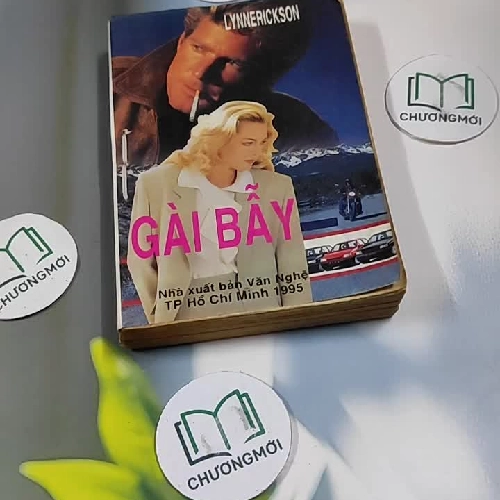 LYNNERICKSON
GÀI BẪY
Nhà xuất bản Văn Nghệ
TP Hồ Chí Minh 1995
CHƯƠNGMỚI
CHƯƠNGMỚI
CHƯƠNGMỚI